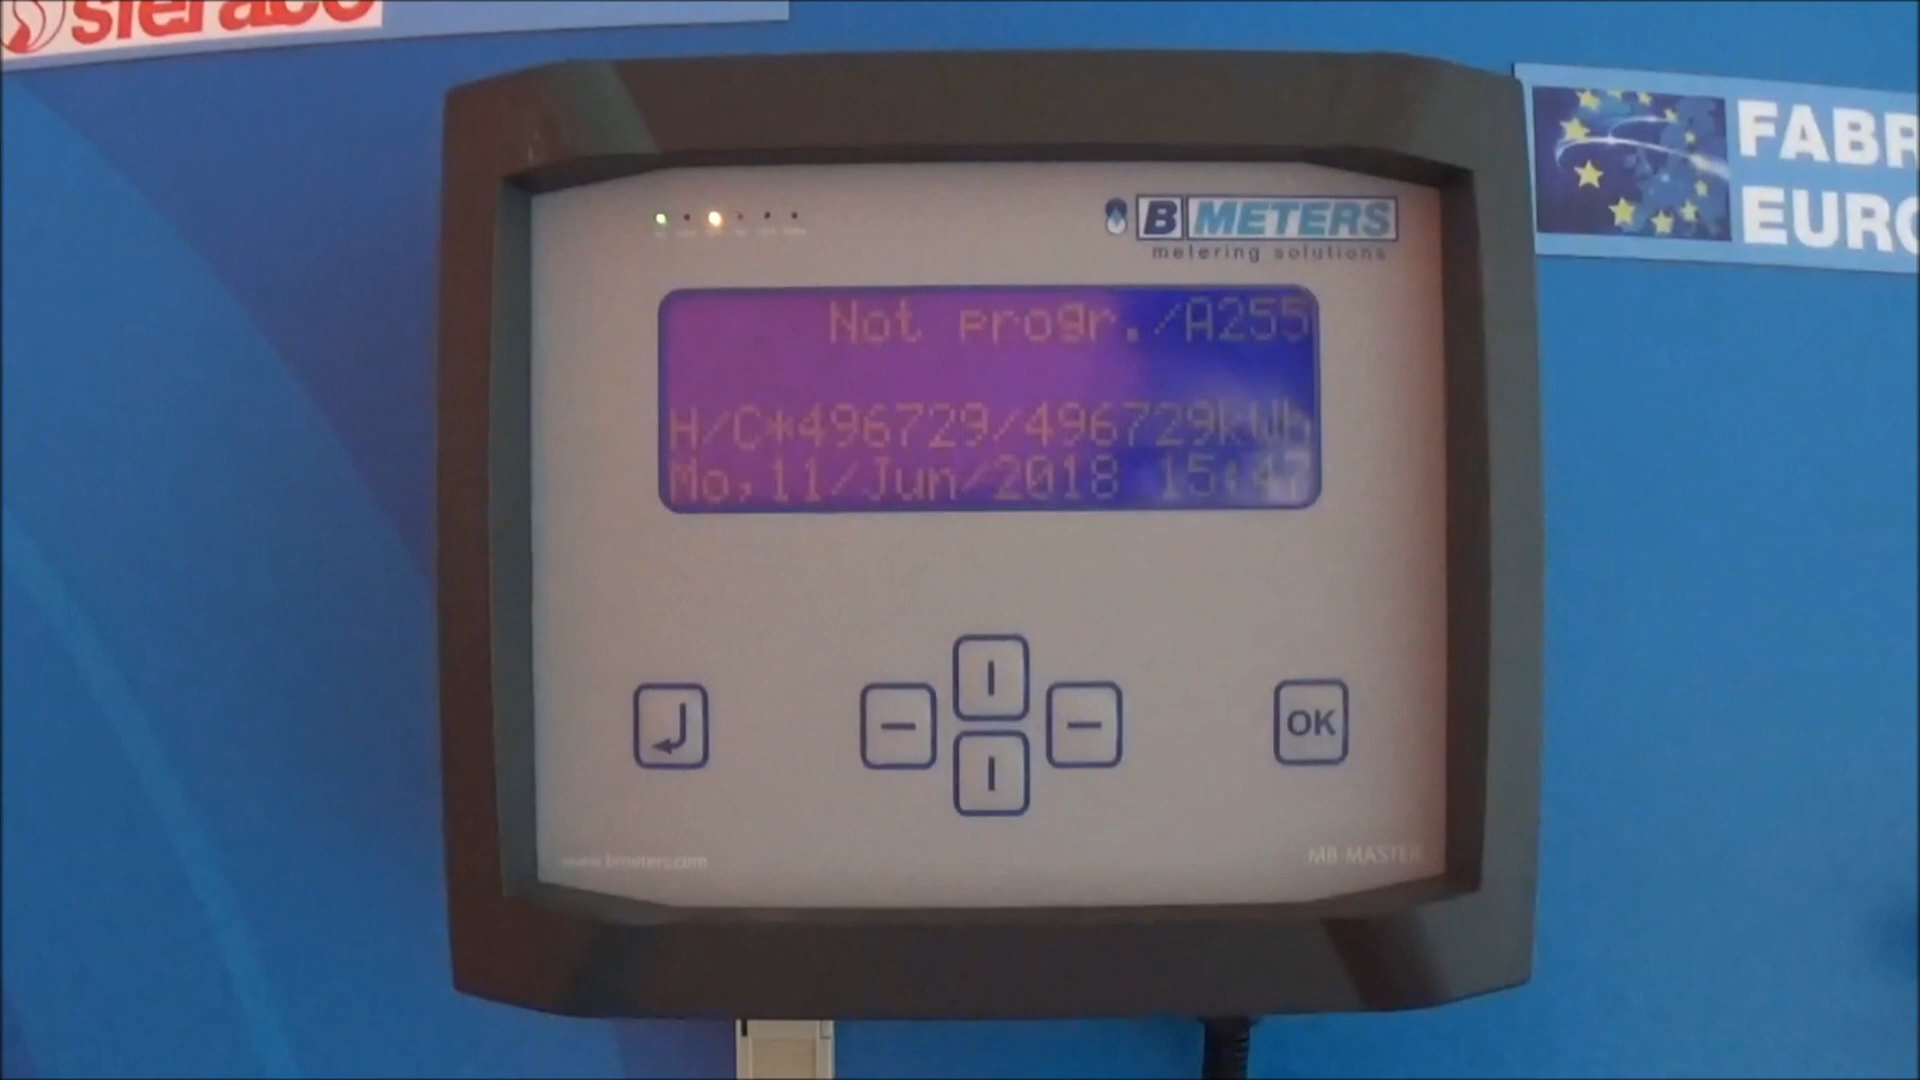 steraco
FABR
EURO
B METERS
metering solutions
Not progr./A255
H/C*496729/496729kWh
Mo,11/Jun/2018 15:47
OK
www.bmeters.com
MB-MASTER